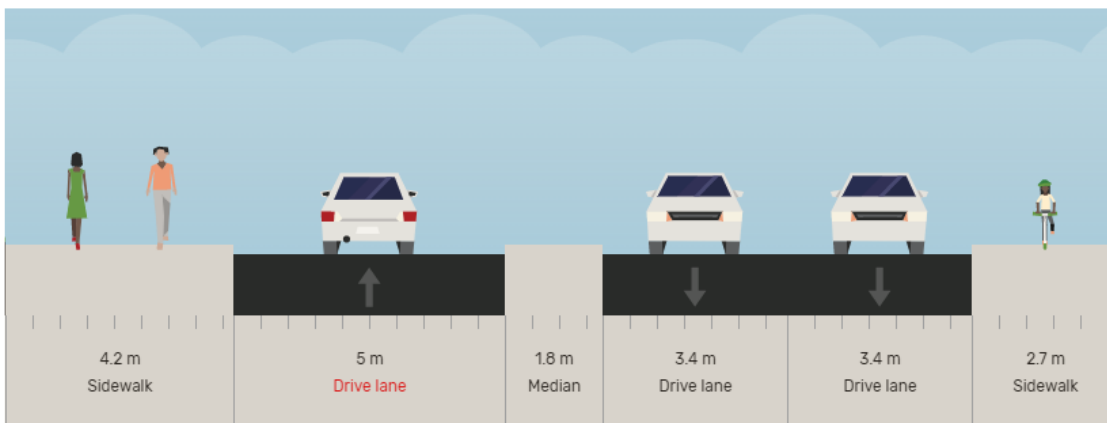 4.2 m
Sidewalk
5 m
Drive lane
1.8 m
Median
3.4 m
Drive lane
3.4 m
Drive lane
2.7 m
Sidewalk